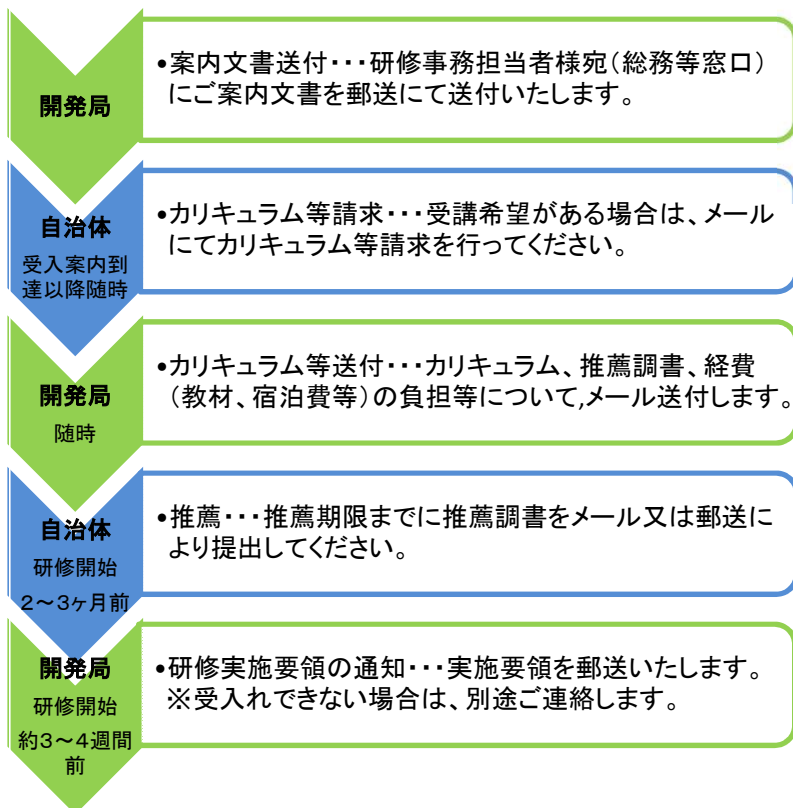 開発局
•案内文書送付・・・研修事務担当者様宛（総務等窓口）
にご案内文書を郵送にて送付いたします。
自治体
受入案内到
達以降随時
•カリキュラム等請求・・・受講希望がある場合は、メール
にてカリキュラム等請求を行ってください。
開発局
随時
•カリキュラム等送付・・・カリキュラム、推薦調書、経費
（教材、宿泊費等）の負担等について,メール送付します。
自治体
研修開始
２～３ヶ月前
•推薦・・・推薦期限までに推薦調書をメール又は郵送に
より提出してください。
開発局
研修開始
約３～４週間
前
•研修実施要領の通知・・・実施要領を郵送いたします。
※受入れできない場合は、別途ご連絡します。